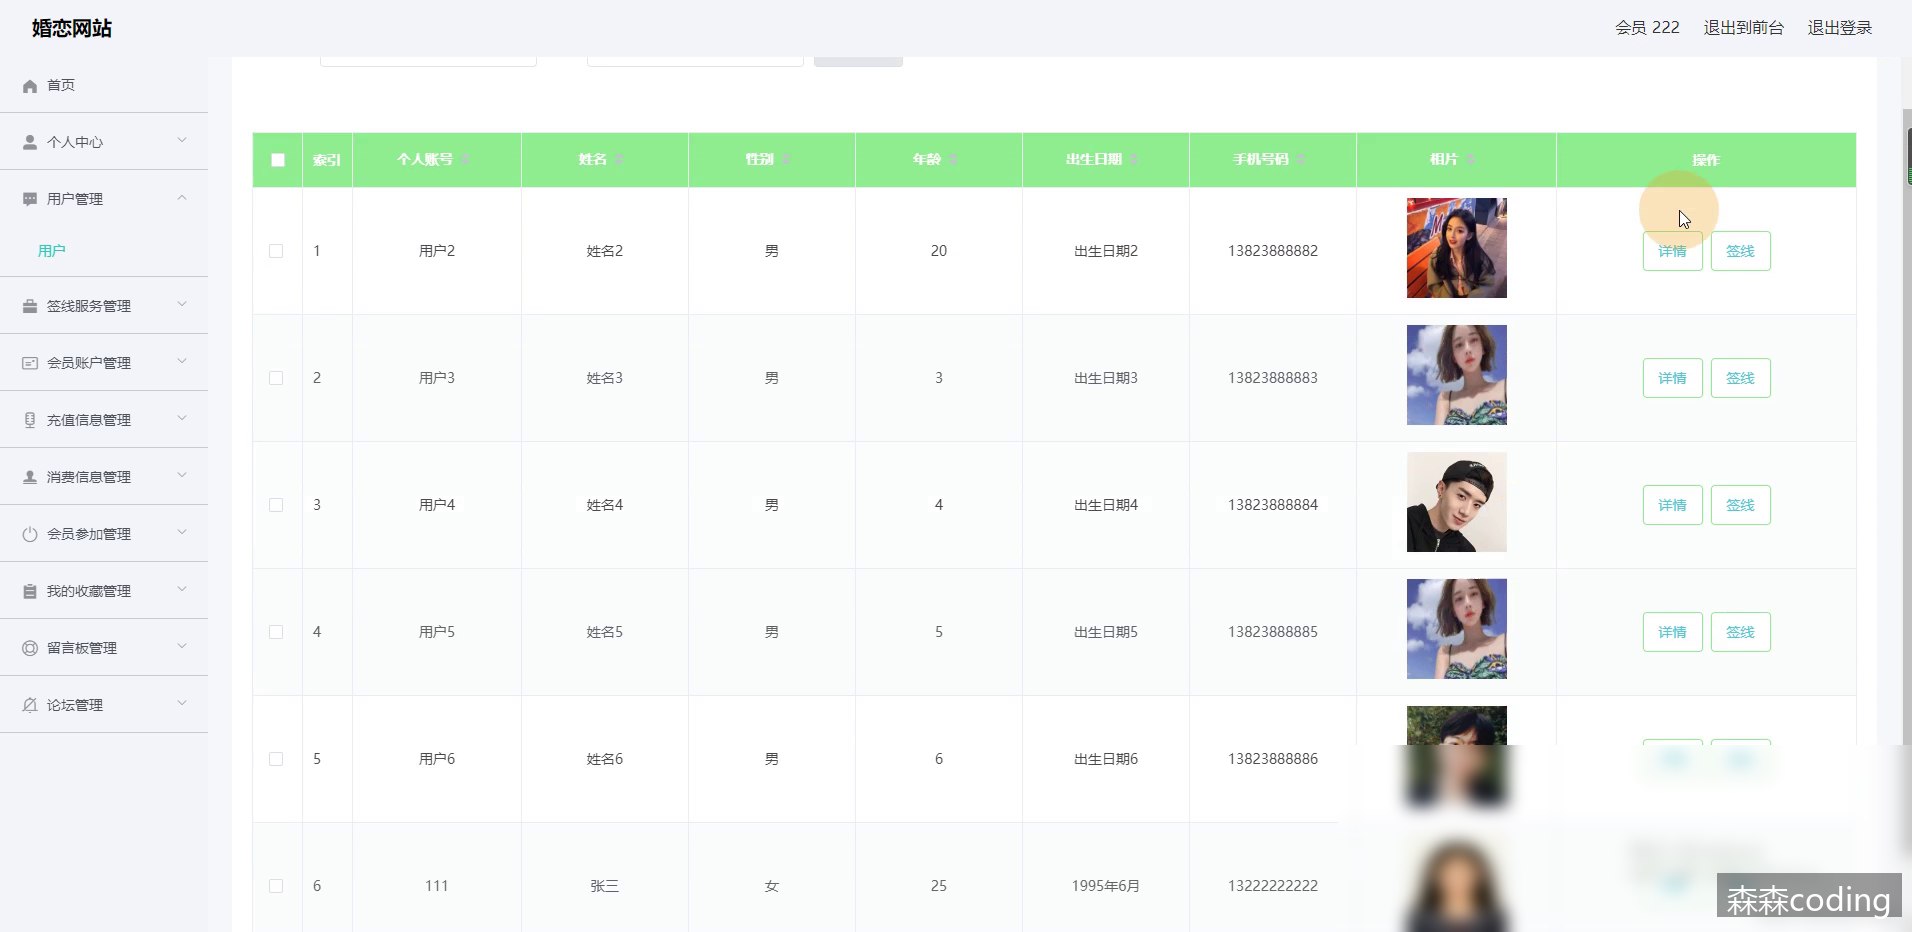 婚恋网站
会员 222 退出到前台 退出登录
首页
个人中心
用户管理
用户
签线服务管理
会员账户管理
充值信息管理
消费信息管理
会员参加管理
我的收藏管理
留言板管理
论坛管理
索引 个人账号 姓名 性别 年龄 出生日期 手机号码 相片 操作
1 用户2 姓名2 男 20 出生日期2 13823888882 详情 签线
2 用户3 姓名3 男 3 出生日期3 13823888883 详情 签线
3 用户4 姓名4 男 4 出生日期4 13823888884 详情 签线
4 用户5 姓名5 男 5 出生日期5 13823888885 详情 签线
5 用户6 姓名6 男 6 出生日期6 13823888886
6 111 张三 女 25 1995年6月 13222222222
森森coding